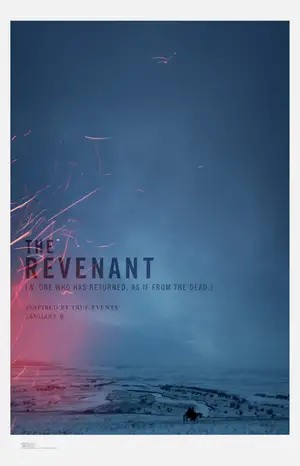 THE
REVENANT
(N. ONE WHO HAS RETURNED, AS IF FROM THE DEAD.)
INSPIRED BY TRUE EVENTS
JANUARY 8